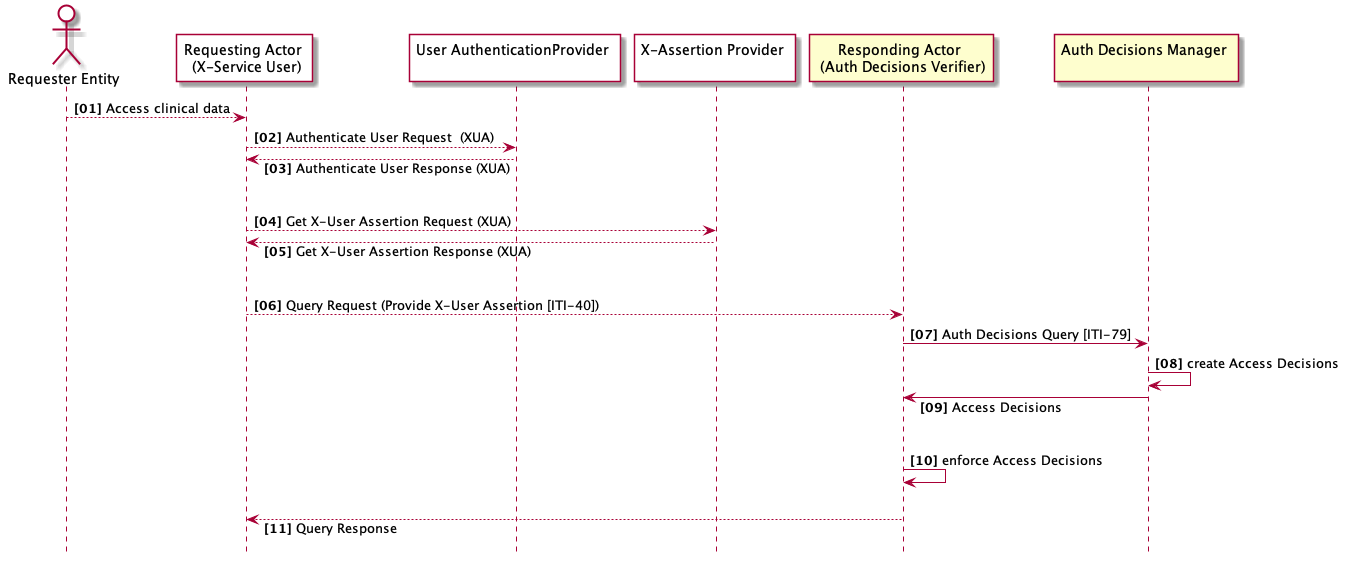 Requester Entity
Requesting Actor
(X-Service User)
User AuthenticationProvider
X-Assertion Provider
Responding Actor
(Auth Decisions Verifier)
Auth Decisions Manager
[01] Access clinical data
[02] Authenticate User Request (XUA)
[03] Authenticate User Response (XUA)
[04] Get X-User Assertion Request (XUA)
[05] Get X-User Assertion Response (XUA)
[06] Query Request (Provide X-User Assertion [ITI-40])
[07] Auth Decisions Query [ITI-79]
[08] create Access Decisions
[09] Access Decisions
[10] enforce Access Decisions
[11] Query Response